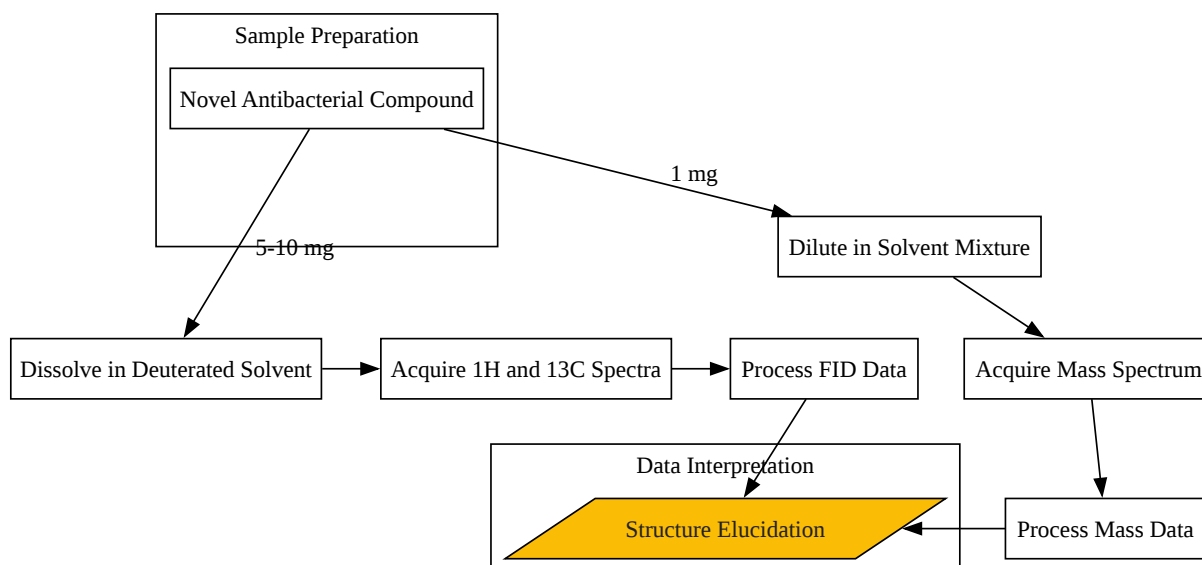 Sample Preparation
Novel Antibacterial Compound
1 mg
5-10 mg
Dilute in Solvent Mixture
Dissolve in Deuterated Solvent
Acquire 1H and 13C Spectra
Process FID Data
Acquire Mass Spectrum
Data Interpretation
Structure Elucidation
Process Mass Data